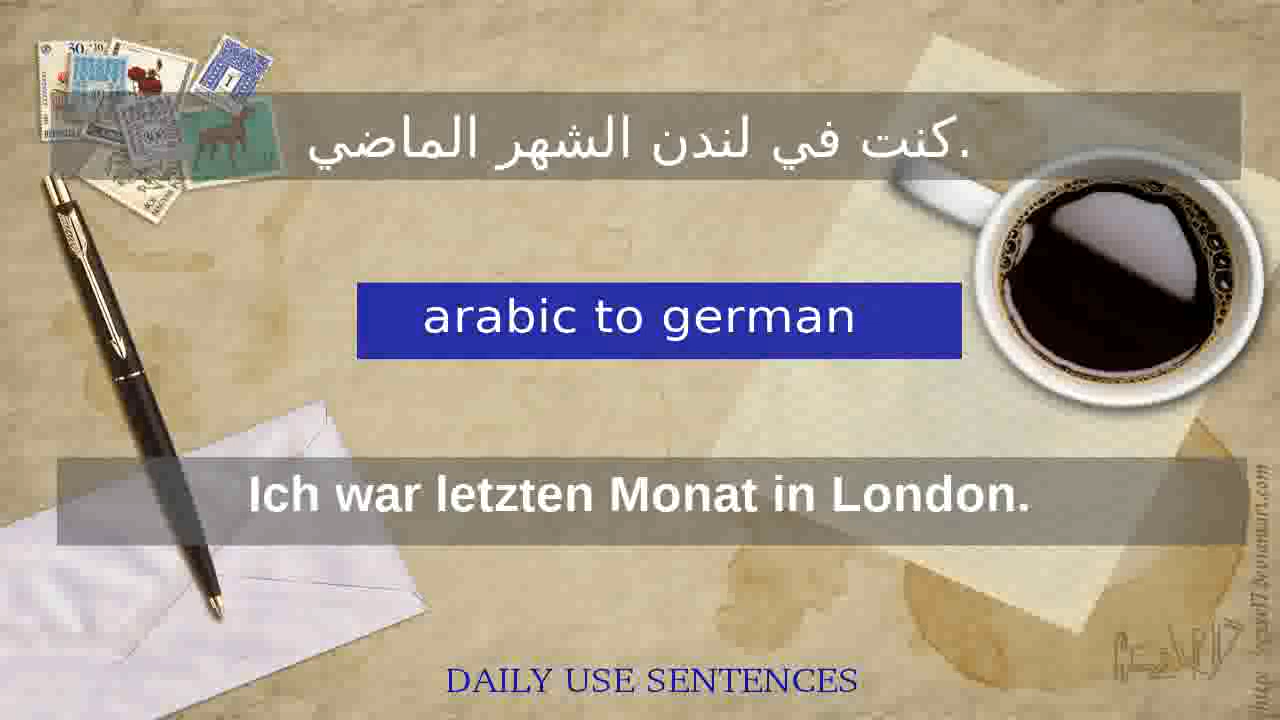 كنت في لندن الشهر الماضي.
arabic to german
Ich war letzten Monat in London.
DAILY USE SENTENCES